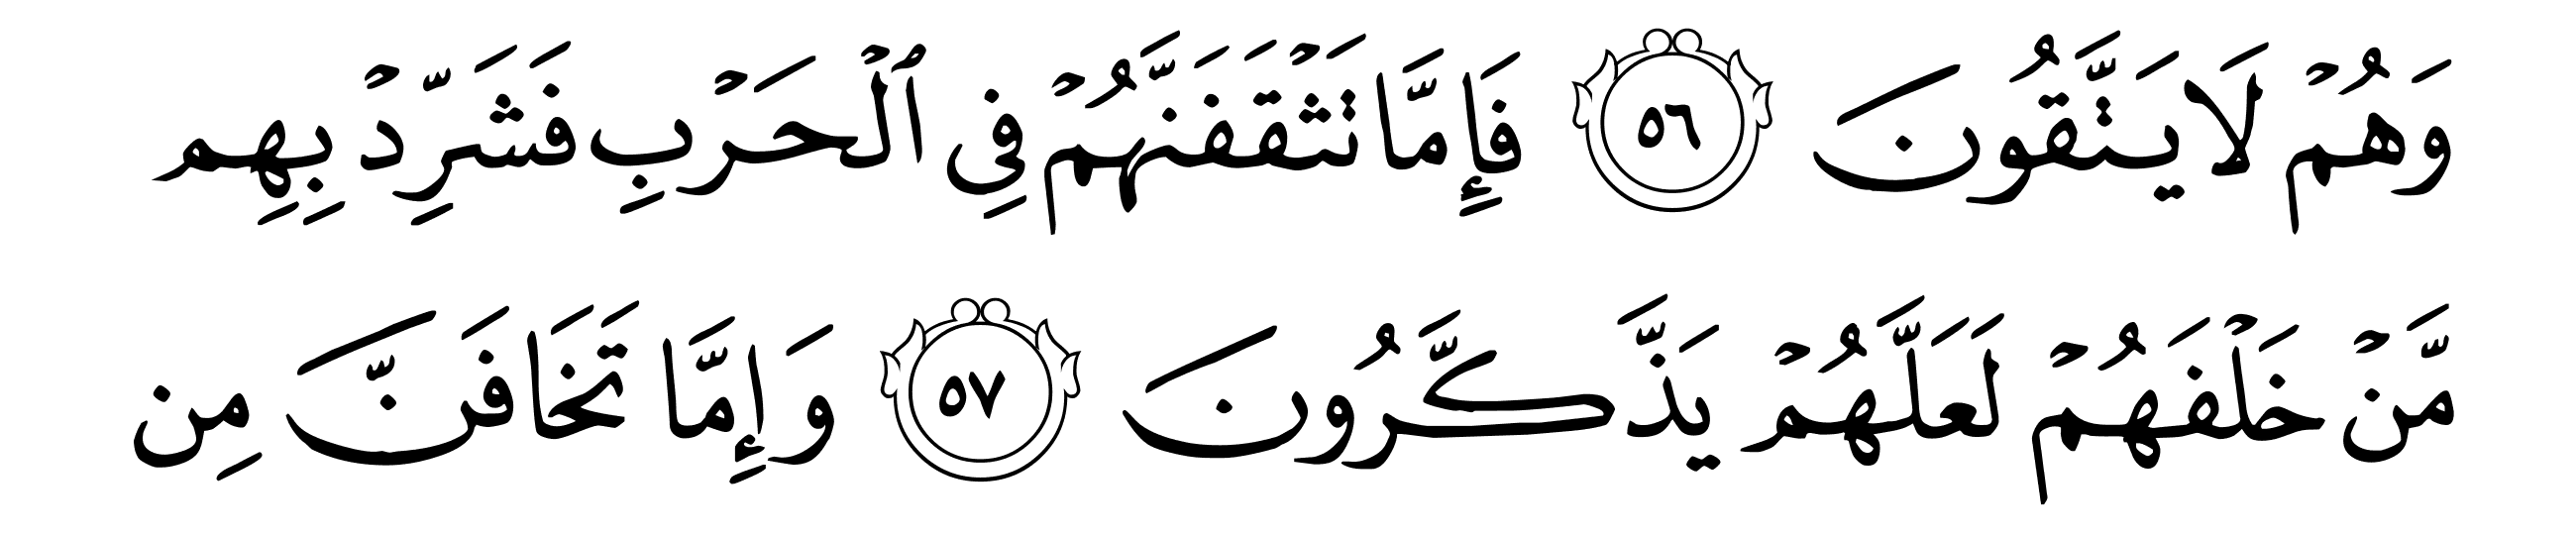 وَهُمْ لَا يَتَّقُونَ ٥٦ فَإِمَّا تَثْقَفَنَّهُمْ فِى ٱلْحَرْبِ فَشَرِّدْ بِهِم
مَّنْ خَلْفَهُمْ لَعَلَّهُمْ يَذَّكَّرُونَ ٥٧ وَإِمَّا تَخَافَنَّ مِن